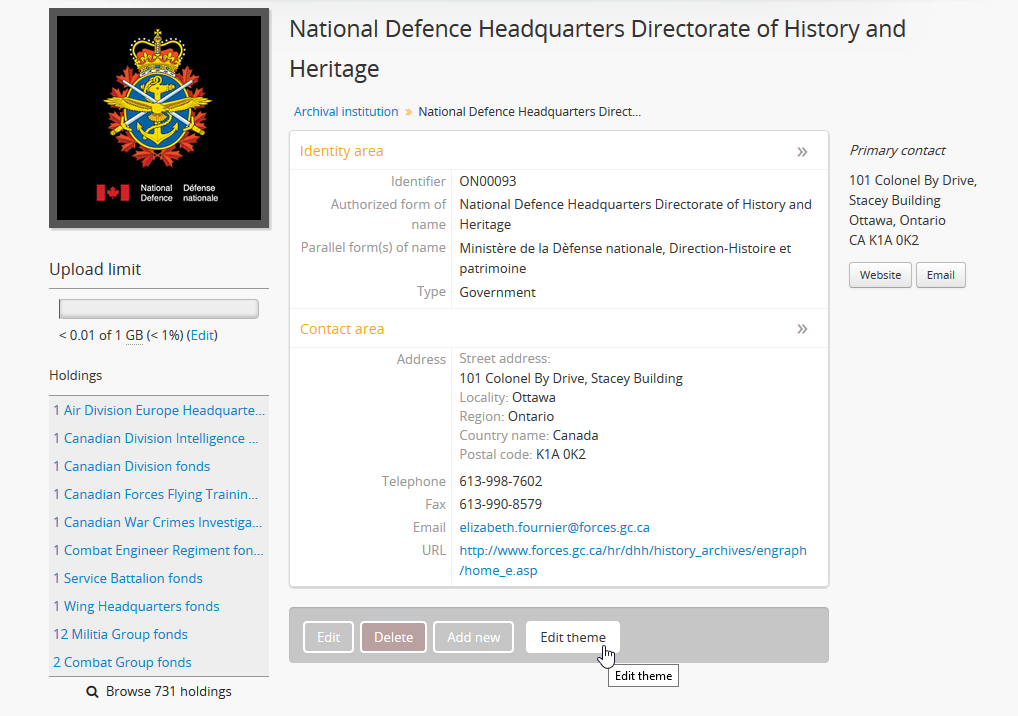 National Defence Headquarters Directorate of History and
Heritage
Archival institution » National Defence Headquarters Direct...
National Défense
Defence nationale
Upload limit
< 0.01 of 1 GB (< 1%) (Edit)
Holdings
1 Air Division Europe Headquarte...
1 Canadian Division Intelligence ...
1 Canadian Division fonds
1 Canadian Forces Flying Trainin...
1 Canadian War Crimes Investiga...
1 Combat Engineer Regiment fon...
1 Service Battalion fonds
1 Wing Headquarters fonds
12 Militia Group fonds
2 Combat Group fonds
Browse 731 holdings
Identity area »
Identifier ON00093
Authorized form of name National Defence Headquarters Directorate of History and
Heritage
Parallel form(s) of name Ministère de la Dèfense nationale, Direction-Histoire et
patrimoine
Type Government
Contact area »
Address Street address:
101 Colonel By Drive, Stacey Building
Locality: Ottawa
Region: Ontario
Country name: Canada
Postal code: K1A 0K2
Telephone 613-998-7602
Fax 613-990-8579
Email elizabeth.fournier@forces.gc.ca
URL http://www.forces.gc.ca/hr/dhh/history_archives/engraph
/home_e.asp
Edit Delete Add new Edit theme
Edit theme
Primary contact
101 Colonel By Drive,
Stacey Building
Ottawa, Ontario
CA K1A 0K2
Website Email